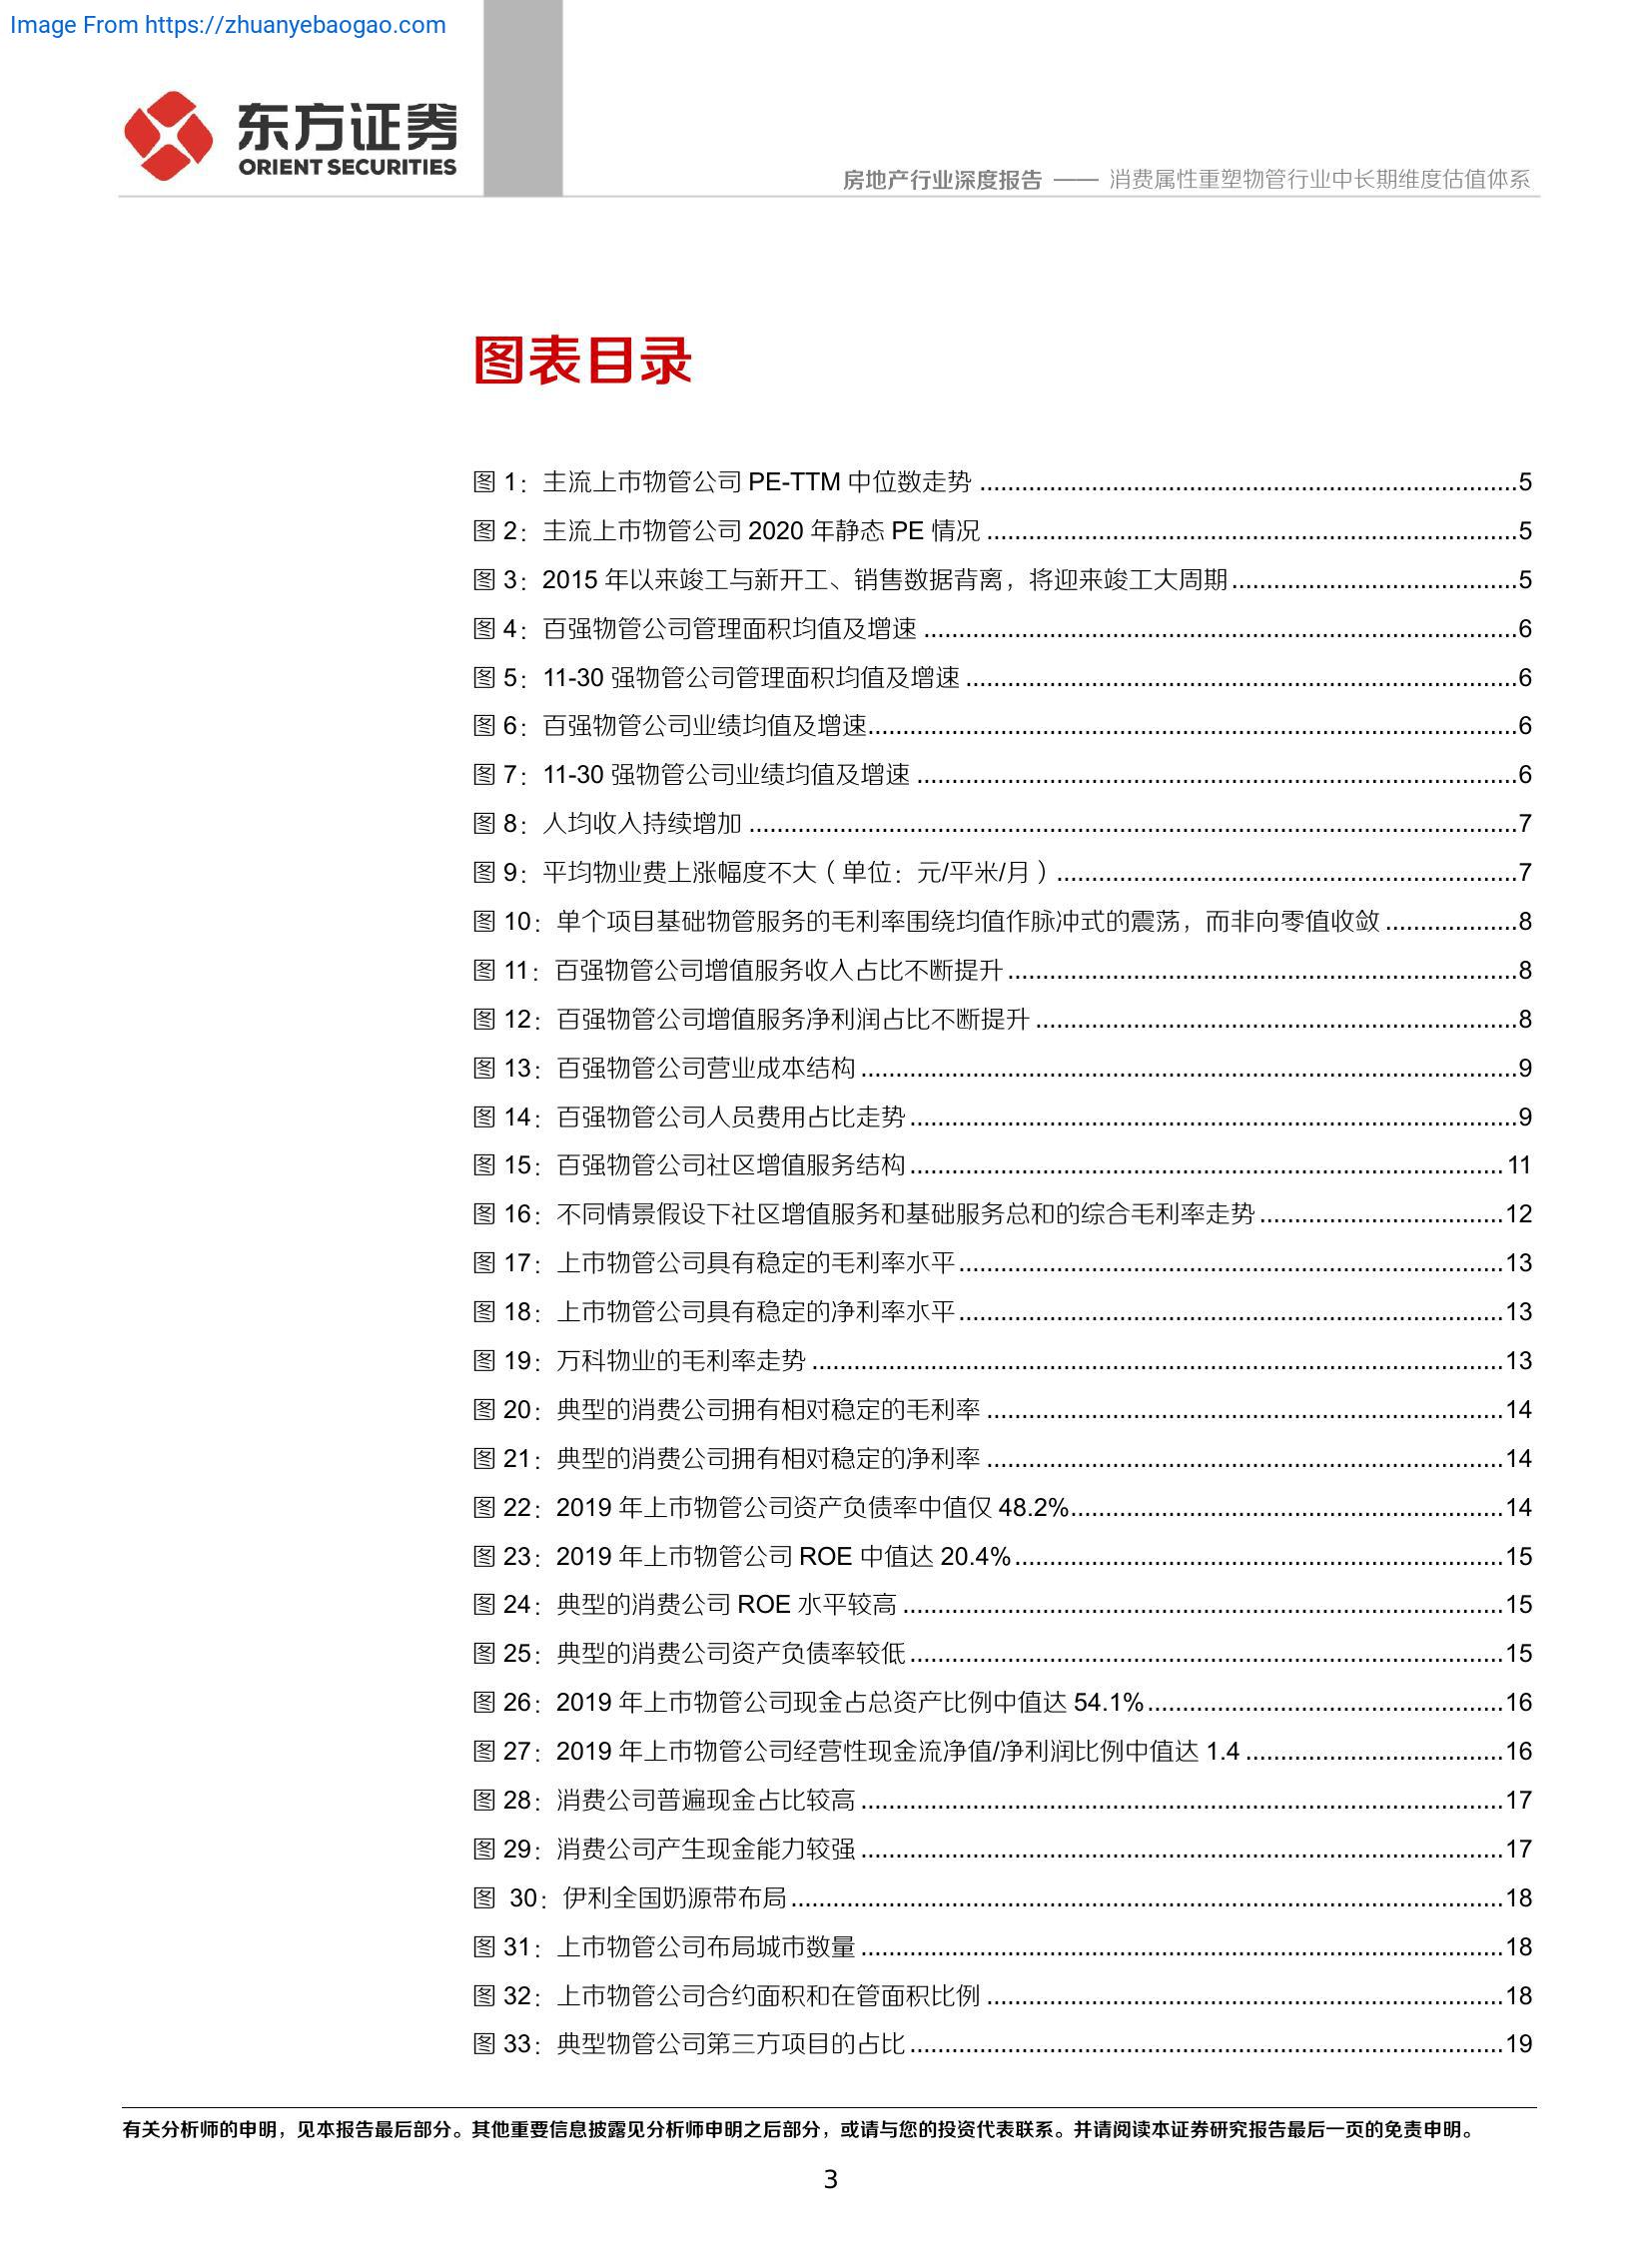 Image From https://zhuanyebaogao.com
东方证券
ORIENT SECURITIES
房地产行业深度报告 —— 消费属性重塑物管行业中长期维度估值体系
图表目录
图 1：主流上市物管公司 PE-TTM 中位数走势 ........................................................................5
图 2：主流上市物管公司 2020 年静态 PE 情况 ........................................................................5
图 3：2015 年以来竣工与新开工、销售数据背离，将迎来竣工大周期........................................5
图 4：百强物管公司管理面积均值及增速 ................................................................................6
图 5：11-30 强物管公司管理面积均值及增速 ..........................................................................6
图 6：百强物管公司业绩均值及增速........................................................................................6
图 7：11-30 强物管公司业绩均值及增速 .................................................................................6
图 8：人均收入持续增加 ........................................................................................................7
图 9：平均物业费上涨幅度不大（单位：元/平米/月）................................................................7
图 10：单个项目基础物管服务的毛利率围绕均值作脉冲式的震荡，而非向零值收敛 ..................8
图 11：百强物管公司增值服务收入占比不断提升......................................................................8
图 12：百强物管公司增值服务净利润占比不断提升 ..................................................................8
图 13：百强物管公司营业成本结构 ..........................................................................................9
图 14：百强物管公司人员费用占比走势....................................................................................9
图 15：百强物管公司社区增值服务结构.................................................................................. 11
图 16：不同情景假设下社区增值服务和基础服务总和的综合毛利率走势..................................12
图 17：上市物管公司具有稳定的毛利率水平............................................................................13
图 18：上市物管公司具有稳定的净利率水平............................................................................13
图 19：万科物业的毛利率走势 ................................................................................................13
图 20：典型的消费公司拥有相对稳定的毛利率 ........................................................................14
图 21：典型的消费公司拥有相对稳定的净利率 ........................................................................14
图 22：2019 年上市物管公司资产负债率中值仅 48.2%............................................................14
图 23：2019 年上市物管公司 ROE 中值达 20.4%....................................................................15
图 24：典型的消费公司 ROE 水平较高 ....................................................................................15
图 25：典型的消费公司资产负债率较低....................................................................................15
图 26：2019 年上市物管公司现金占总资产比例中值达 54.1%..................................................16
图 27：2019 年上市物管公司经营性现金流净值/净利润比例中值达 1.4 ....................................16
图 28：消费公司普遍现金占比较高 ..........................................................................................17
图 29：消费公司产生现金能力较强 ..........................................................................................17
图 30：伊利全国奶源带布局....................................................................................................18
图 31：上市物管公司布局城市数量 ..........................................................................................18
图 32：上市物管公司合约面积和在管面积比例 ........................................................................18
图 33：典型物管公司第三方项目的占比....................................................................................19
有关分析师的申明，见本报告最后部分。其他重要信息披露见分析师申明之后部分，或请与您的投资代表联系。并请阅读本证券研究报告最后一页的免责申明。
3